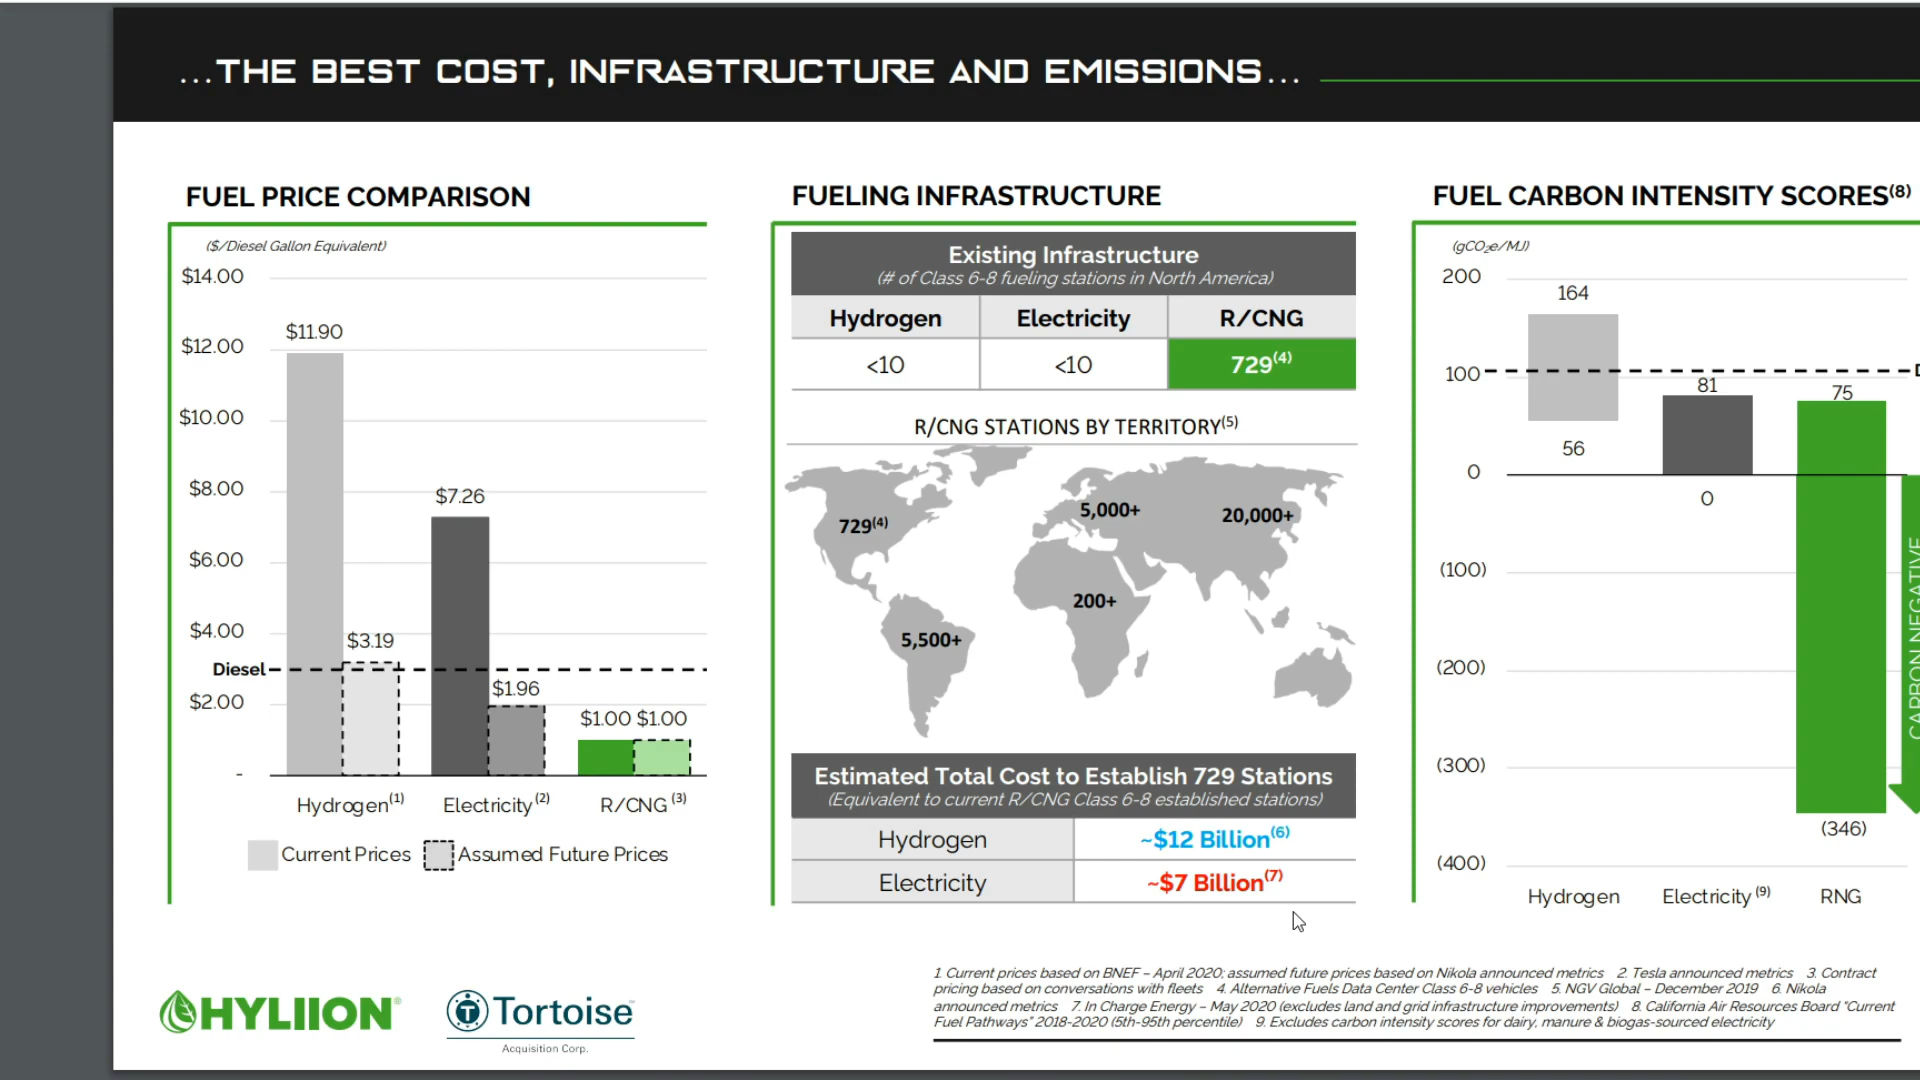 ...THE BEST COST, INFRASTRUCTURE AND EMISSIONS...
FUEL PRICE COMPARISON
($/Diesel Gallon Equivalent)
$14.00
$12.00
$10.00
$8.00
$6.00
$4.00
Diesel
$2.00
-
$11.90
$3.19
$7.26
$1.96
$1.00 $1.00
Hydrogen(1)
Electricity(2)
R/CNG (3)
Current Prices
Assumed Future Prices
FUELING INFRASTRUCTURE
Existing Infrastructure
(# of Class 6-8 fueling stations in North America)
Hydrogen Electricity R/CNG
<10 <10 729(4)
R/CNG STATIONS BY TERRITORY(5)
729(4)
5,000+
20,000+
200+
5,500+
Estimated Total Cost to Establish 729 Stations
(Equivalent to current R/CNG Class 6-8 established stations)
Hydrogen ~$12 Billion(6)
Electricity ~$7 Billion(7)
FUEL CARBON INTENSITY SCORES(8)
(gCO2e/MJ)
200
100
0
(100)
(200)
(300)
(400)
164
56
81
0
75
(346)
D
CARBON NEGATIVE
Hydrogen
Electricity (9)
RNG
HYLIION®
Tortoise
Acquisition Corp.
1. Current prices based on BNEF – April 2020; assumed future prices based on Nikola announced metrics 2. Tesla announced metrics 3. Contract
pricing based on conversations with fleets 4. Alternative Fuels Data Center Class 6-8 vehicles 5. NGV Global – December 2019 6. Nikola
announced metrics 7. In Charge Energy – May 2020 (excludes land and grid infrastructure improvements) 8. California Air Resources Board "Current
Fuel Pathways" 2018-2020 (5th-95th percentile) 9. Excludes carbon intensity scores for dairy, manure & biogas-sourced electricity